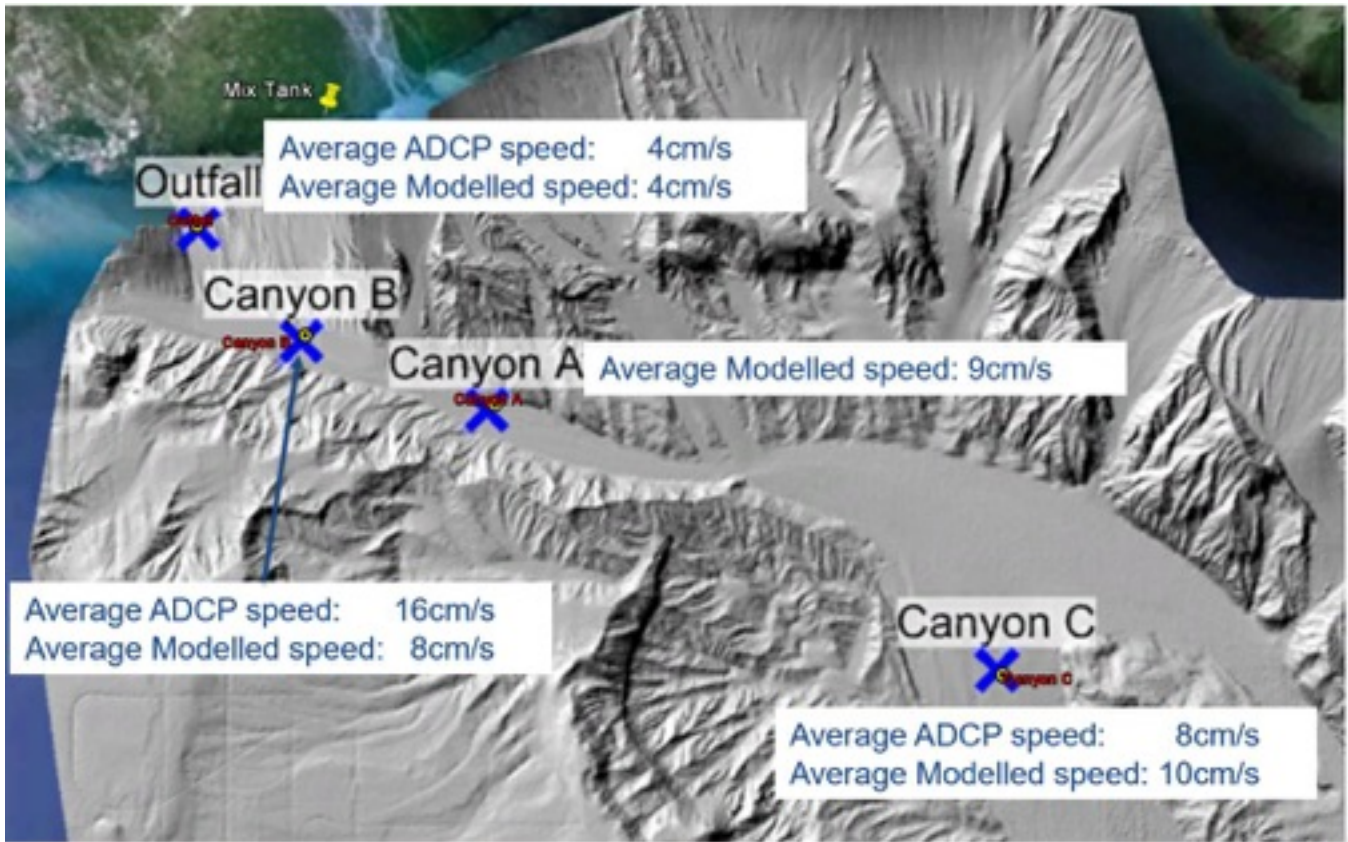 Mix Tank
Average ADCP speed: 4cm/s
Average Modelled speed: 4cm/s
Outfall
Canyon B
Canyon B
Canyon A
Average Modelled speed: 9cm/s
Canyon A
Average ADCP speed: 16cm/s
Average Modelled speed: 8cm/s
Canyon C
Canyon C
Average ADCP speed: 8cm/s
Average Modelled speed: 10cm/s